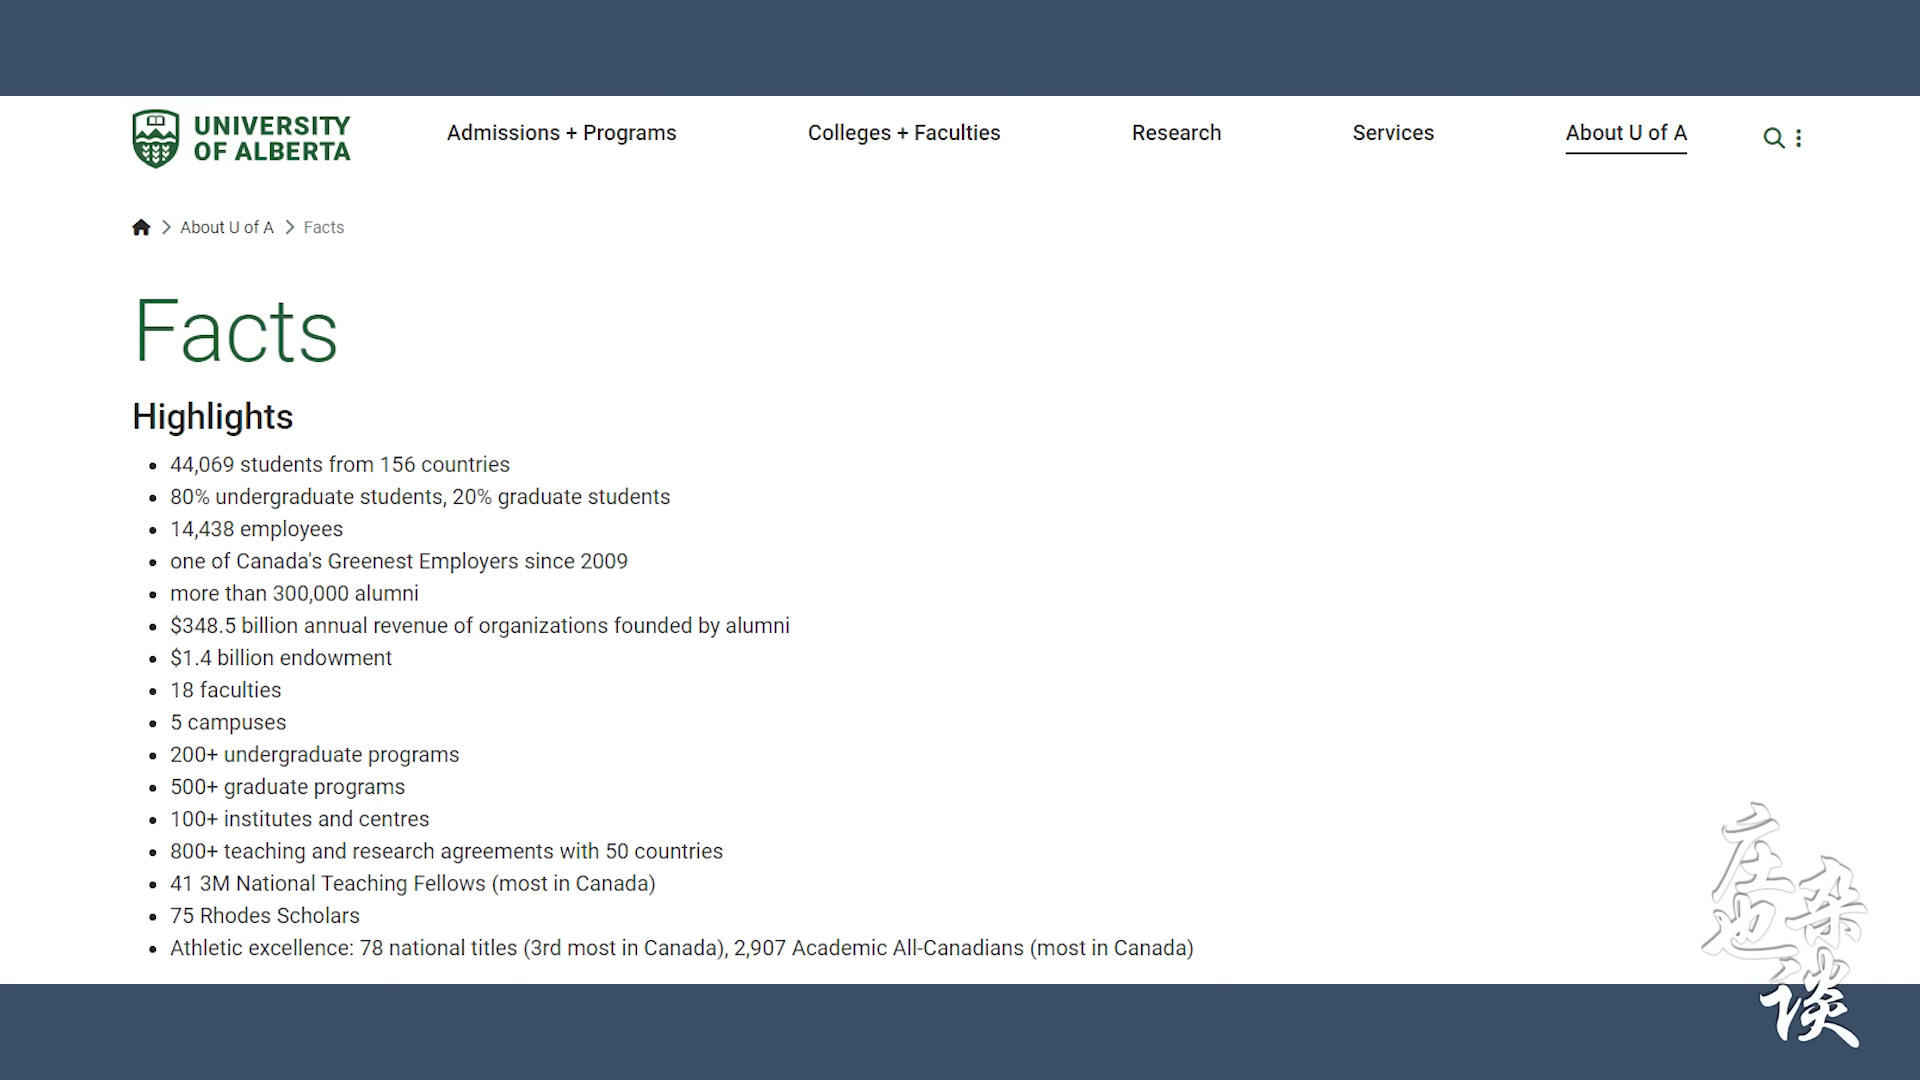 UNIVERSITY
OF ALBERTA
Admissions + Programs
Colleges + Faculties
Research
Services
About U of A
About U of A
Facts
Facts
Highlights
44,069 students from 156 countries
80% undergraduate students, 20% graduate students
14,438 employees
one of Canada's Greenest Employers since 2009
more than 300,000 alumni
$348.5 billion annual revenue of organizations founded by alumni
$1.4 billion endowment
18 faculties
5 campuses
200+ undergraduate programs
500+ graduate programs
100+ institutes and centres
800+ teaching and research agreements with 50 countries
41 3M National Teaching Fellows (most in Canada)
75 Rhodes Scholars
Athletic excellence: 78 national titles (3rd most in Canada), 2,907 Academic All-Canadians (most in Canada)
庄也杂谈